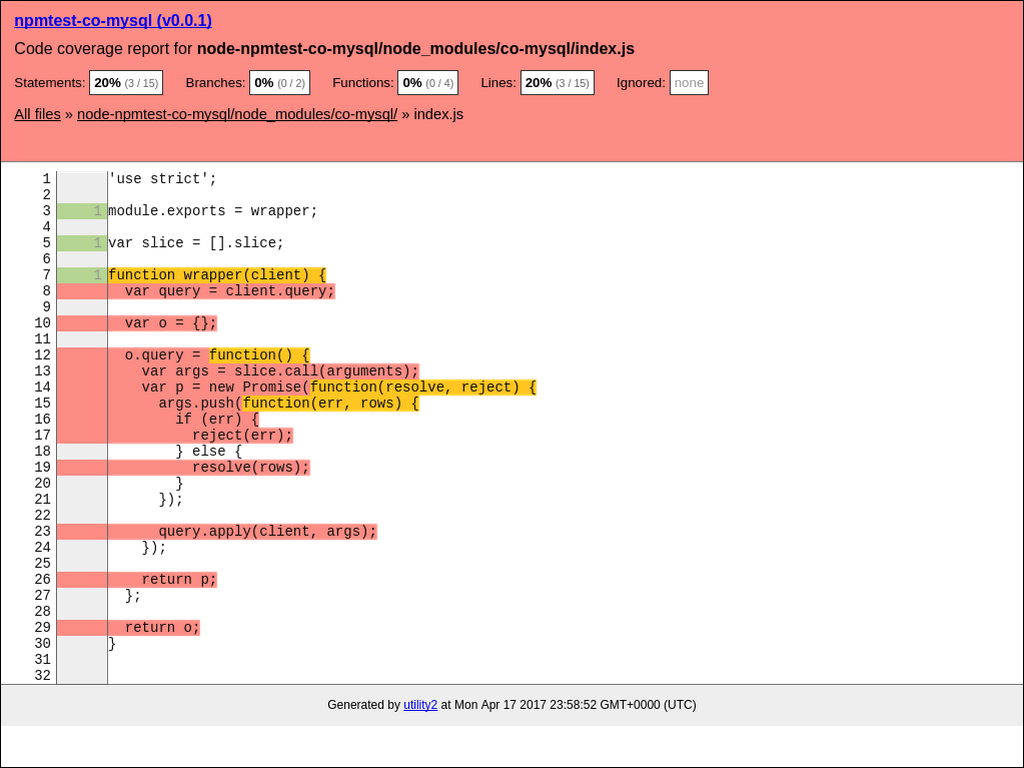 npmtest-co-mysql (v0.0.1)
Code coverage report for node-npmtest-co-mysql/node_modules/co-mysql/index.js
Statements: 20% (3 / 15) Branches: 0% (0 / 2) Functions: 0% (0 / 4) Lines: 20% (3 / 15) Ignored: none
All files » node-npmtest-co-mysql/node_modules/co-mysql/ » index.js
1 'use strict';
2
3 1 module.exports = wrapper;
4
5 1 var slice = [].slice;
6
7 1 function wrapper(client) {
8   var query = client.query;
9
10   var o = {};
11
12   o.query = function() {
13     var args = slice.call(arguments);
14     var p = new Promise(function(resolve, reject) {
15       args.push(function(err, rows) {
16         if (err) {
17           reject(err);
18         } else {
19           resolve(rows);
20         }
21       });
22
23       query.apply(client, args);
24     });
25
26     return p;
27   };
28
29   return o;
30 }
31
32
Generated by utility2 at Mon Apr 17 2017 23:58:52 GMT+0000 (UTC)